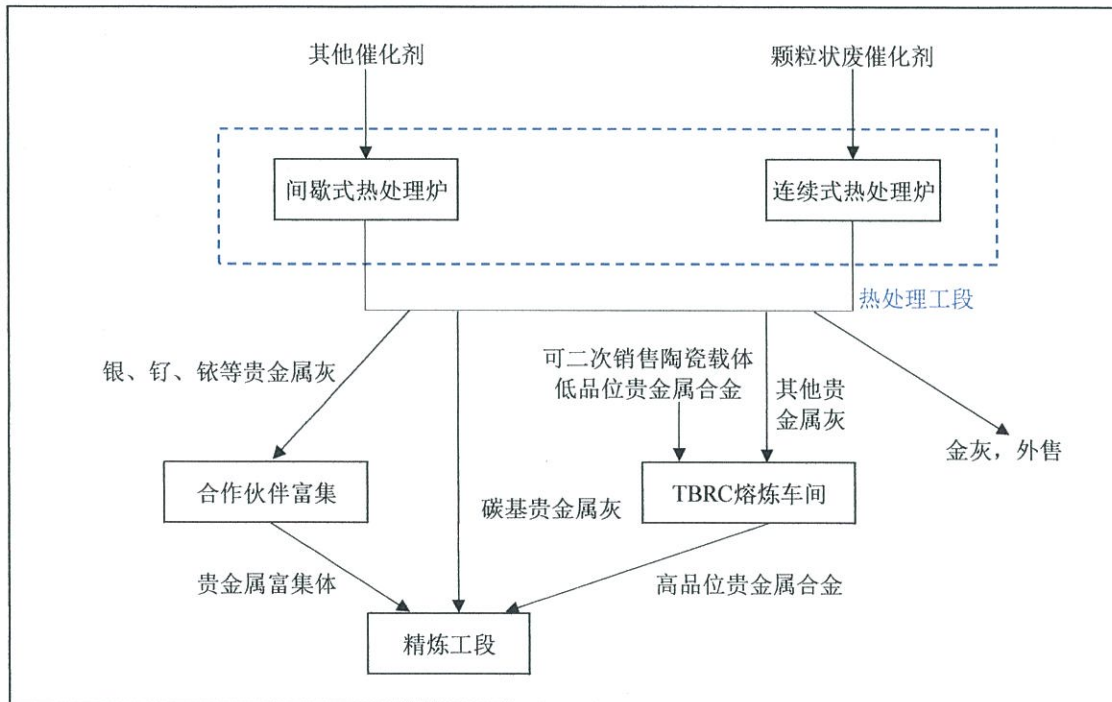 其他催化剂
颗粒状废催化剂
间歇式热处理炉
连续式热处理炉
热处理工段
银、钌、铱等贵金属灰
可二次销售陶瓷载体
低品位贵金属合金
其他贵
金属灰
金灰，外售
合作伙伴富集
碳基贵金属灰
TBRC熔炼车间
贵金属富集体
高品位贵金属合金
精炼工段